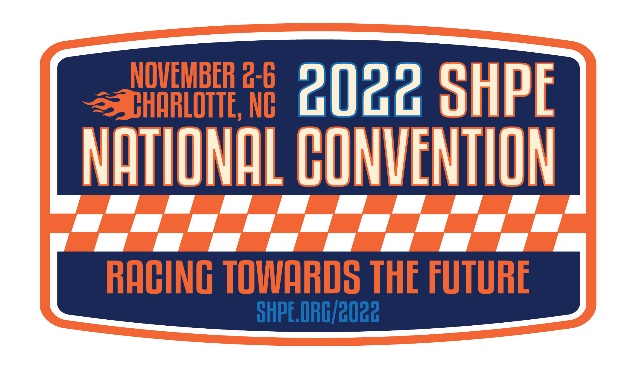 NOVEMBER 2-6
CHARLOTTE, NC
2022 SHPE
NATIONAL CONVENTION
RACING TOWARDS THE FUTURE
SHPE.ORG/2022